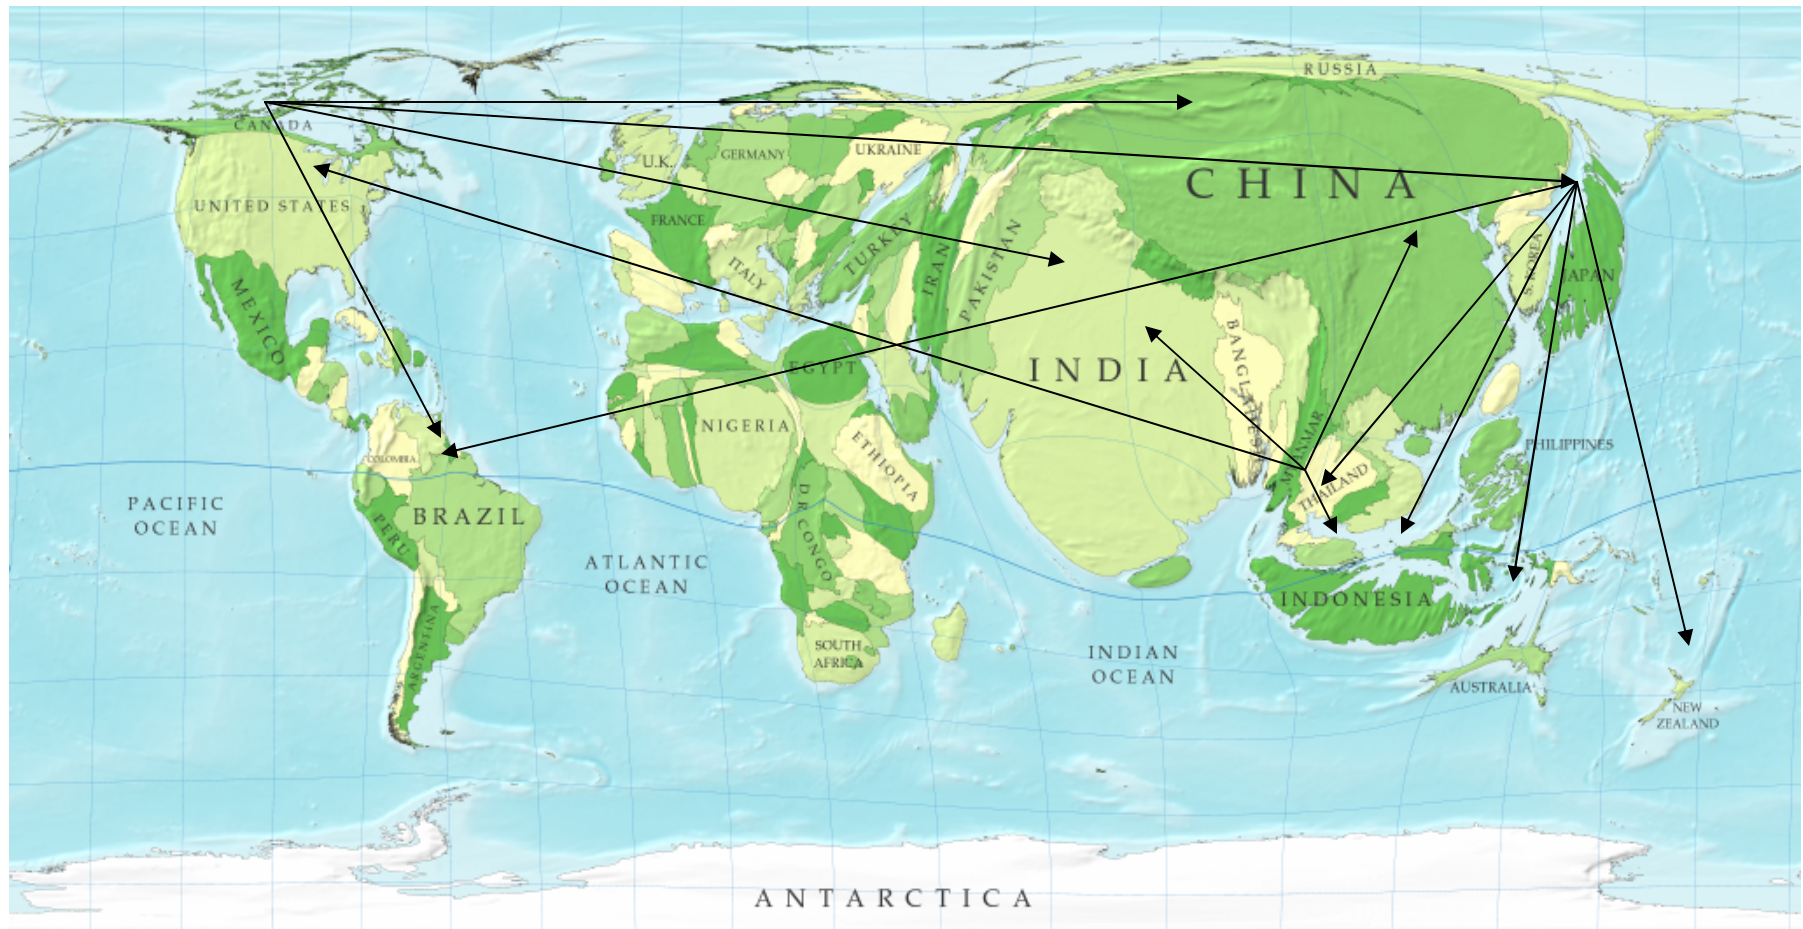 RUSSIA
CANADA
U.K.
GERMANY
UKRAINE
CHINA
UNITED STATES
FRANCE
TURKEY
IRAN
PAKISTAN
ITALY
S. KOREA
JAPAN
MEXICO
EGYPT
INDIA
BANGLADESH
NIGERIA
ETHIOPIA
MYANMAR
THAILAND
PHILIPPINES
COLOMBIA
PACIFIC
OCEAN
BRAZIL
PERU
D R CONGO
ATLANTIC
OCEAN
INDONESIA
ARGENTINA
SOUTH
AFRICA
INDIAN
OCEAN
AUSTRALIA
NEW
ZEALAND
ANTARCTICA